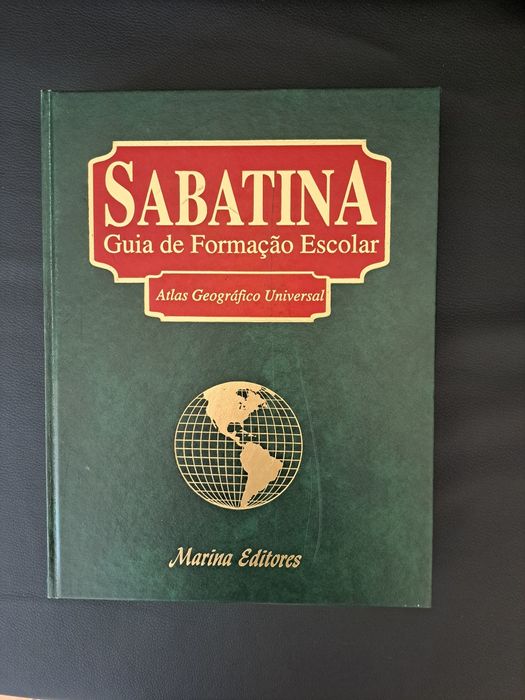 SABATINA
Guia de Formação Escolar
Atlas Geográfico Universal
Marina Editores